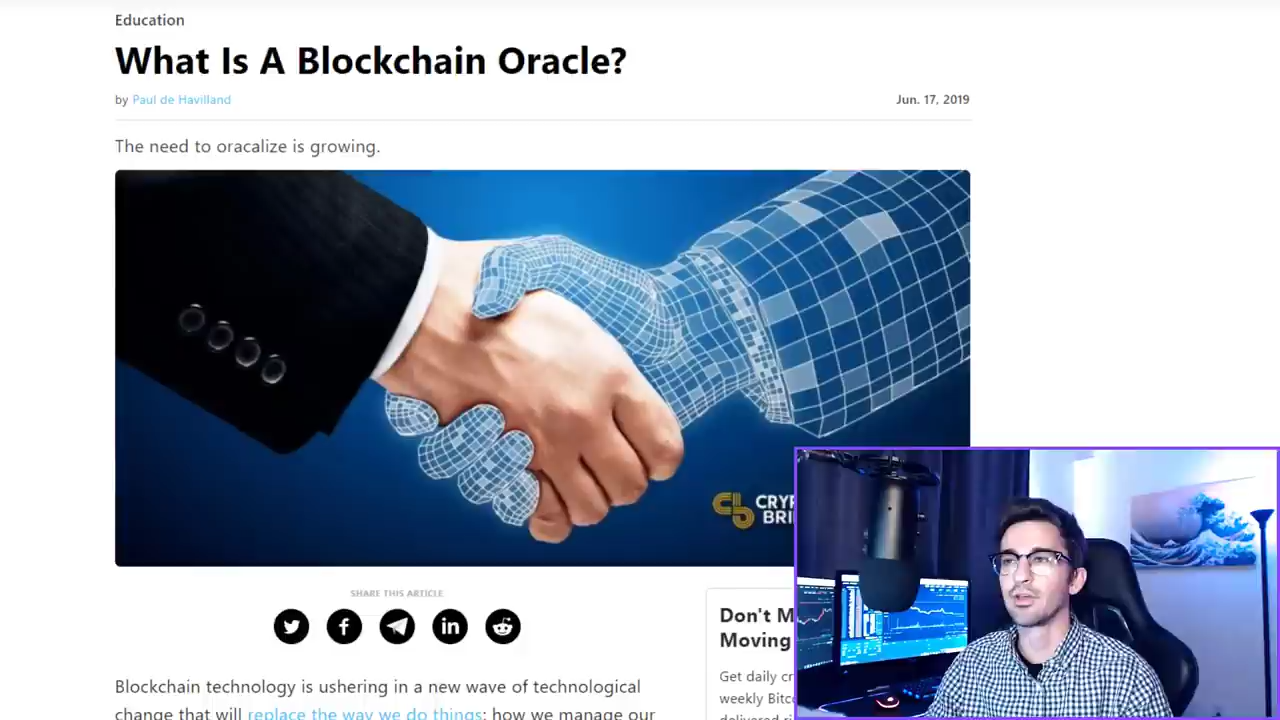 Education
What Is A Blockchain Oracle?
by Paul de Havilland
Jun. 17, 2019
The need to oracalize is growing.
SHARE THIS ARTICLE
Blockchain technology is ushering in a new wave of technological
change that will replace the way we do things: how we manage our
Don't M
Moving
Get daily cr
weekly Bitc
delivered